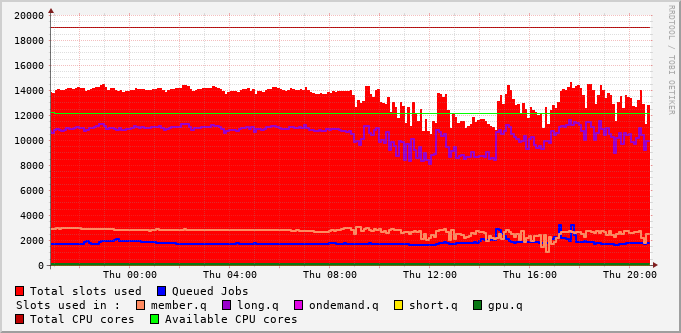 RRDTOOL / TOBI OETIKER
20000
18000
16000
14000
12000
10000
8000
6000
4000
2000
0
Thu 00:00 Thu 04:00 Thu 08:00 Thu 12:00 Thu 16:00 Thu 20:00
Total slots used Queued Jobs
Slots used in : member.q long.q ondemand.q short.q gpu.q
Total CPU cores Available CPU cores